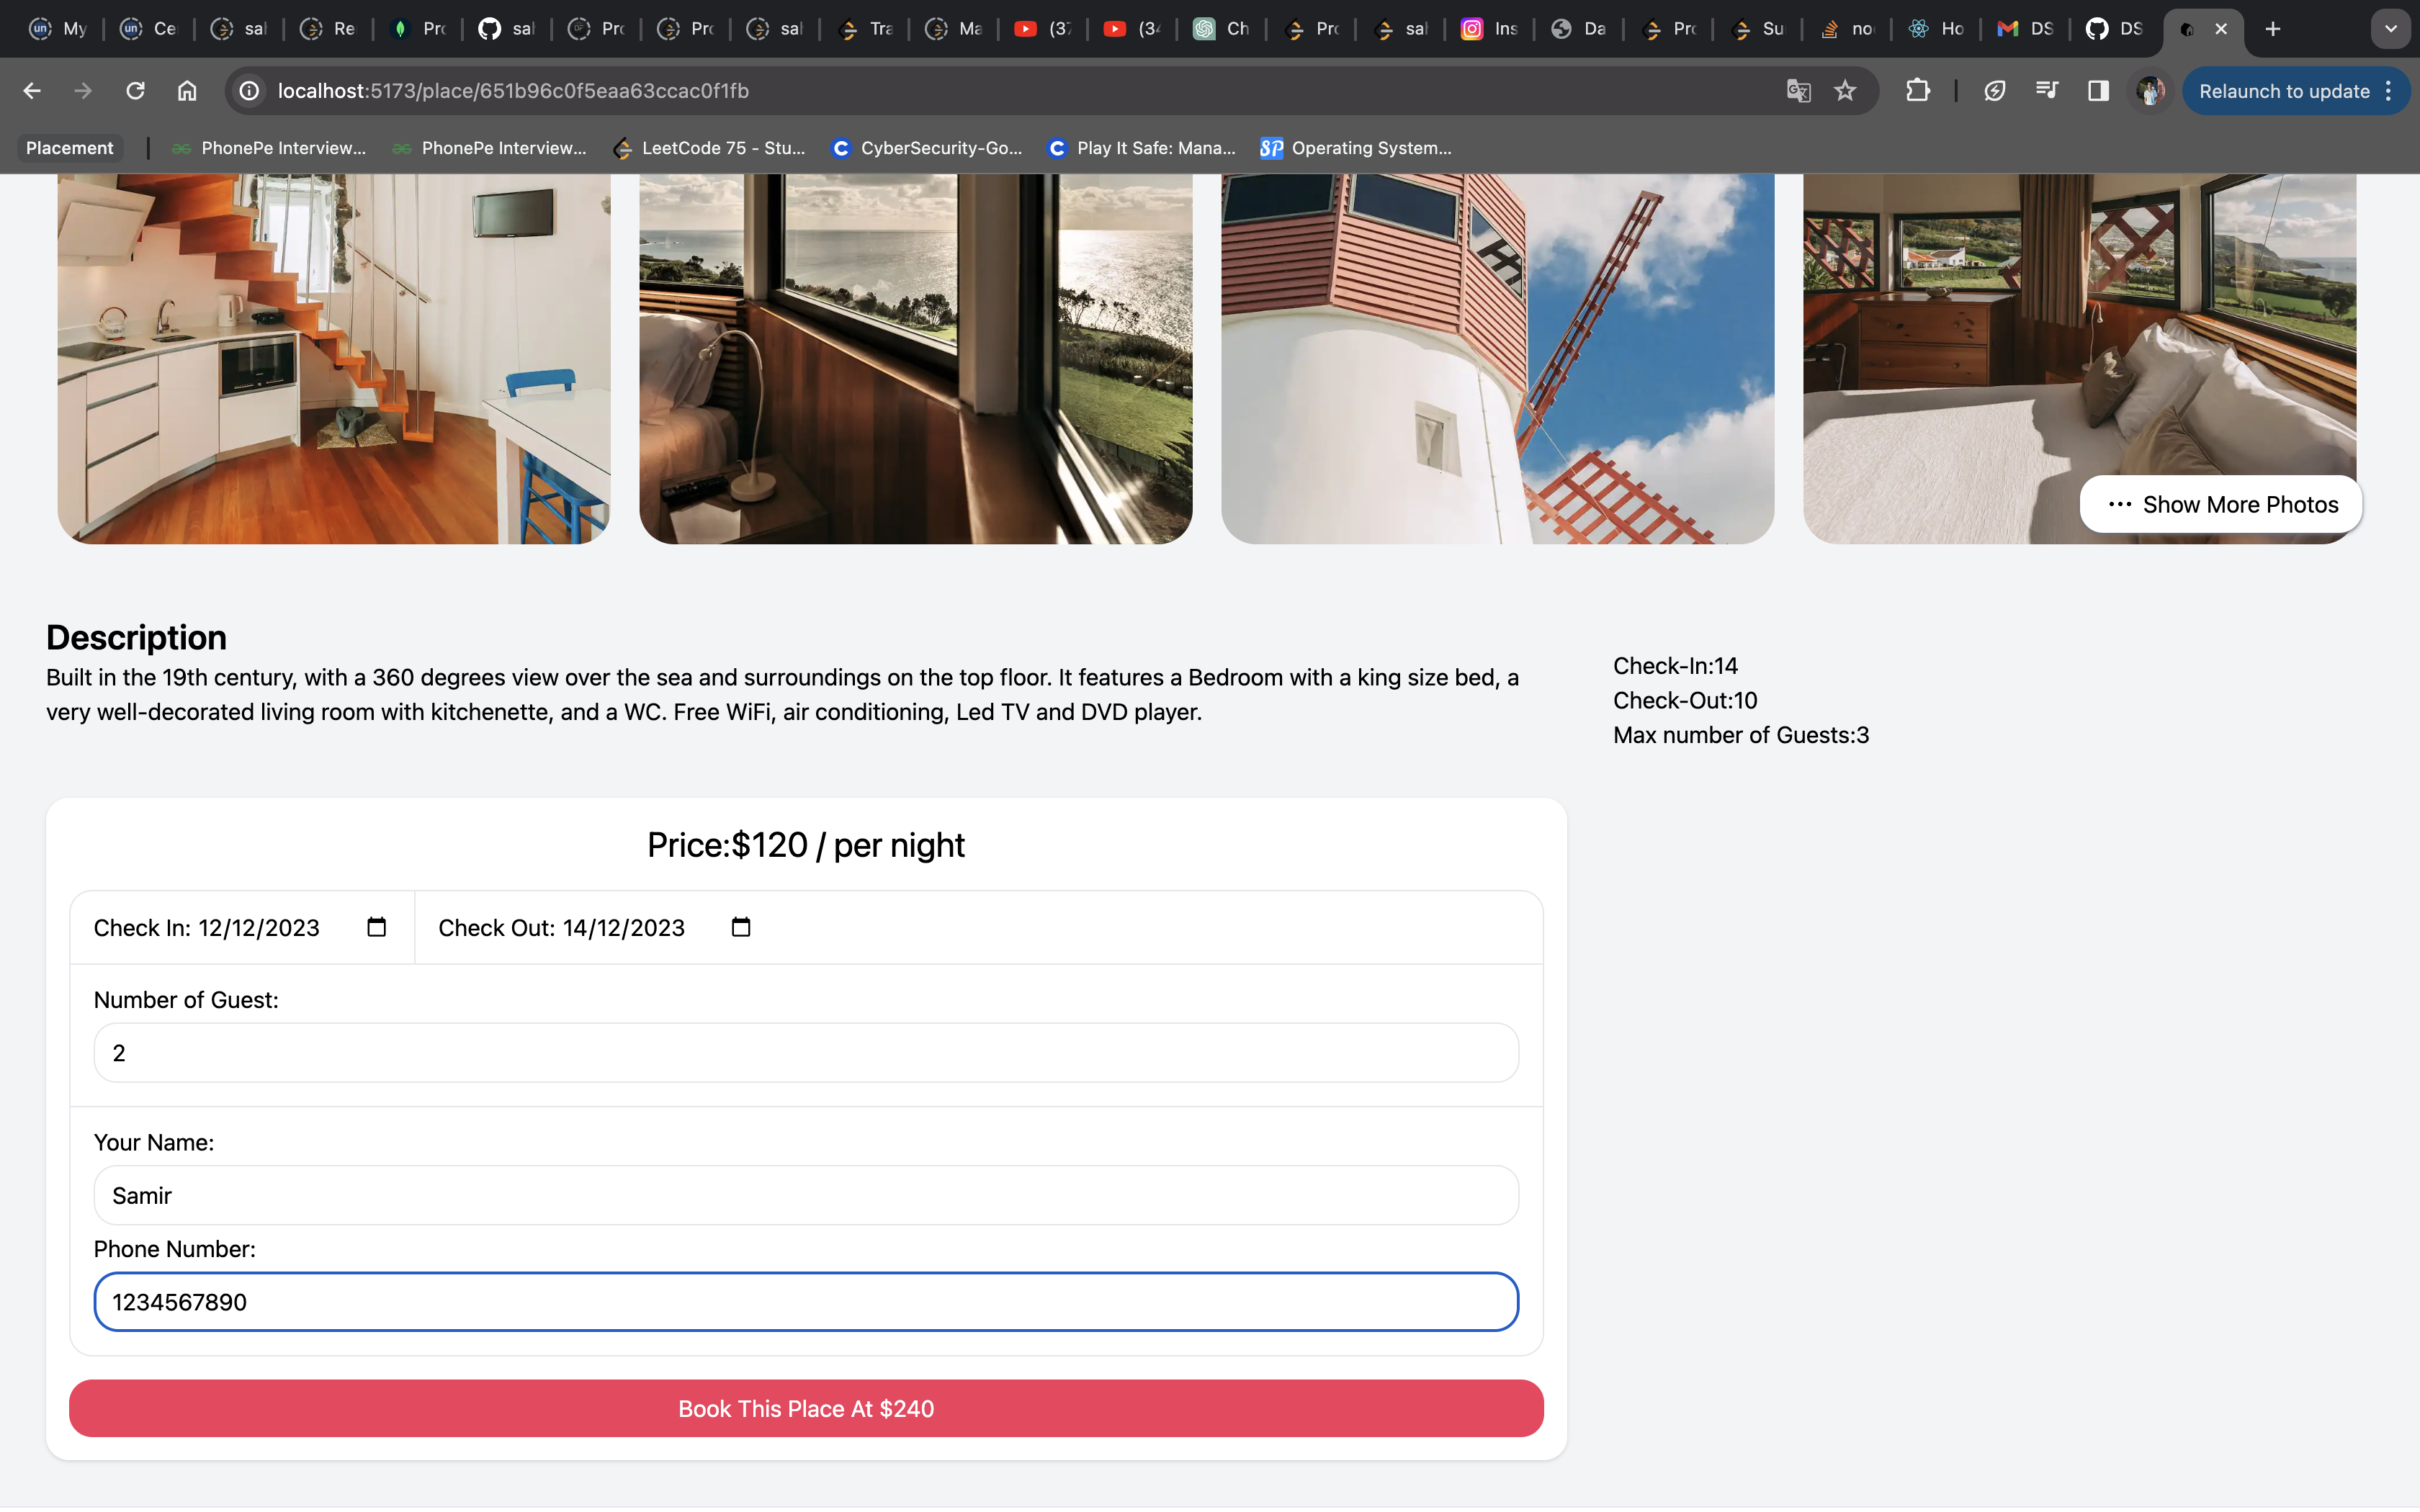 My
Ce
sal
Re
Pro
sal
Pro
Pro
sal
Tra
Ma
(37
(34
Ch
Pro
sal
Ins
Da
Pro
Su
no
Ho
DS
DS
localhost:5173/place/651b96c0f5eaa63ccac0f1fb
Relaunch to update
Placement
PhonePe Interview...
PhonePe Interview...
LeetCode 75 - Stu...
CyberSecurity-Go...
Play It Safe: Mana...
Operating System...
... Show More Photos
Description
Built in the 19th century, with a 360 degrees view over the sea and surroundings on the top floor. It features a Bedroom with a king size bed, a
very well-decorated living room with kitchenette, and a WC. Free WiFi, air conditioning, Led TV and DVD player.
Check-In:14
Check-Out:10
Max number of Guests:3
Price:$120 / per night
Check In: 12/12/2023
Check Out: 14/12/2023
Number of Guest:
2
Your Name:
Samir
Phone Number:
1234567890
Book This Place At $240